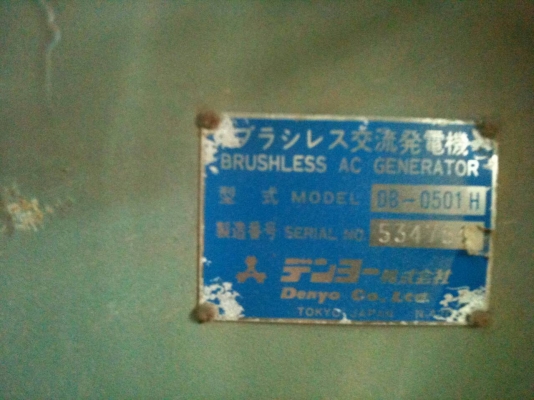 ブラシレス交流発電機
BRUSHLESS AC GENERATOR
型式 MODEL DB-0501H
製造番号 SERIAL NO
デンヨー株式会社
Denyo Co., Ltd.
TOKYO JAPAN